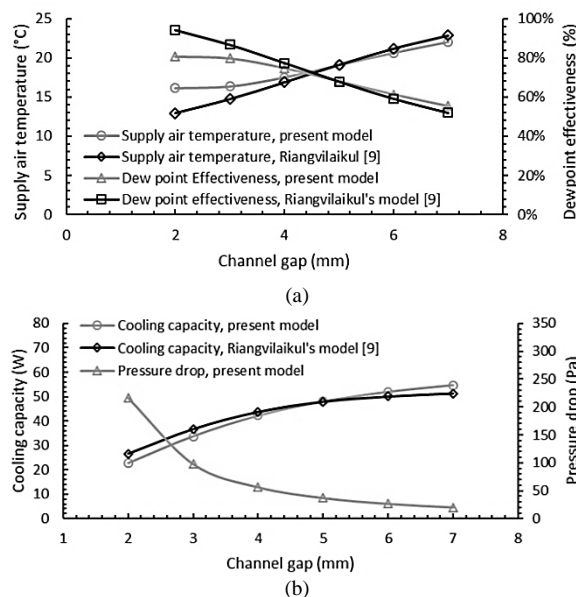 25
20
15
10
5
0
Supply air temperature (°C)
100%
80%
60%
40%
20%
0%
Dewpoint effectiveness (%)
Supply air temperature, present model
Supply air temperature, Riangvilaikul [9]
Dew point Effectiveness, present model
Dew point effectiveness, Riangvilaikul's model [9]
0 2 4 6 8
Channel gap (mm)
(a)
80
70
60
50
40
30
20
10
0
Cooling capacity (W)
350
300
250
200
150
100
50
0
Pressure drop (Pa)
Cooling capacity, present model
Cooling capacity, Riangvilaikul's model [9]
Pressure drop, present model
1 2 3 4 5 6 7 8
Channel gap (mm)
(b)